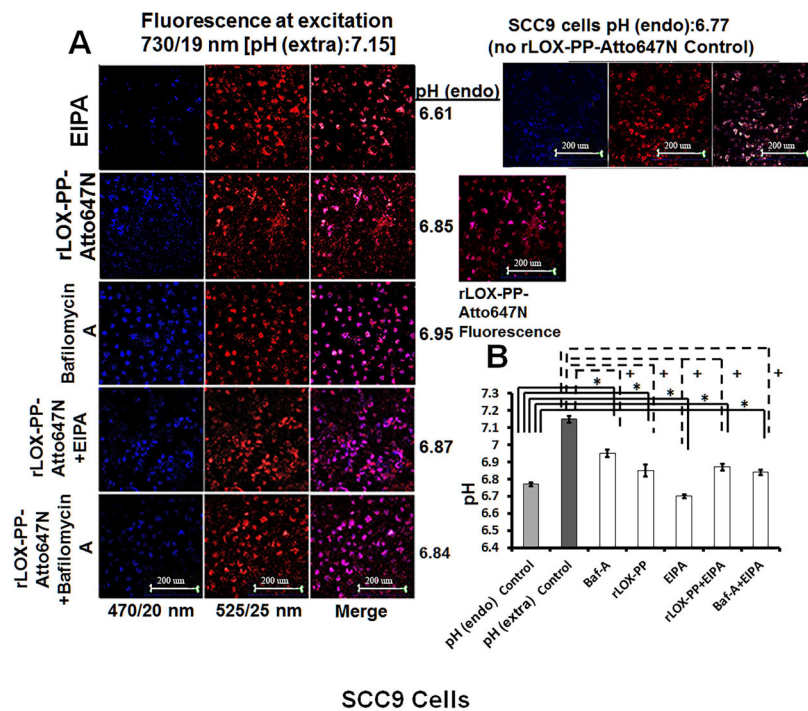 A
Fluorescence at excitation
730/19 nm [pH (extra):7.15]
SCC9 cells pH (endo):6.77
(no rLOX-PP-Atto647N Control)
200 um
200 um
200 um
pH (endo)
EIPA
6.61
rLOX-PP-
Atto647N
6.85
200 um
rLOX-PP-
Atto647N
Fluorescence
Bafilomycin
A
6.95
rLOX-PP-
Atto647N
+EIPA
6.87
rLOX-PP-
Atto647N
+Bafilomycin
A
6.84
200 um
200 um
200 um
470/20 nm
525/25 nm
Merge
B
+
+
+
+
+
*
*
*
*
*
pH
7.3
7.2
7.1
7
6.9
6.8
6.7
6.6
6.5
6.4
pH (endo) Control
pH (extra) Control
Baf-A
rLOX-PP
EIPA
rLOX-PP+EIPA
Baf-A+EIPA
SCC9 Cells